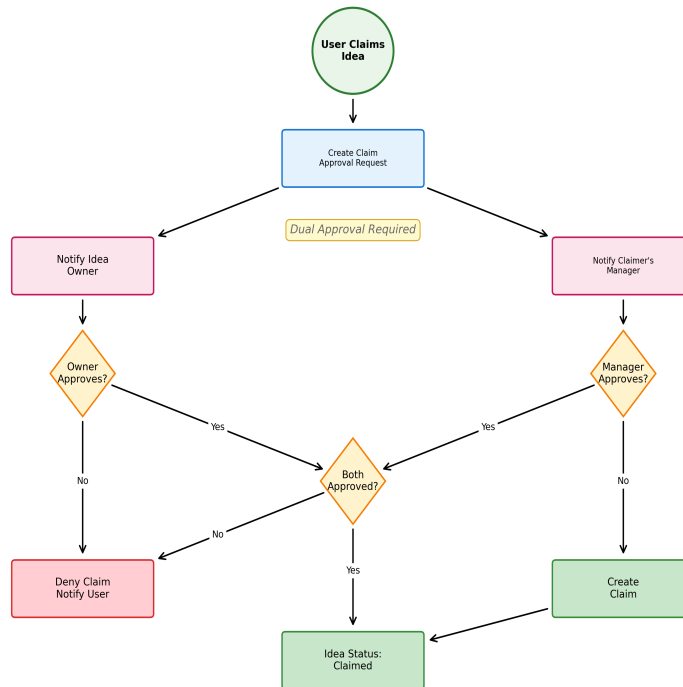 User Claims
Idea
Create Claim
Approval Request
Dual Approval Required
Notify Idea
Owner
Notify Claimer's
Manager
Owner
Approves?
Manager
Approves?
Yes
Yes
Both
Approved?
No
No
No
Yes
Deny Claim
Notify User
Create
Claim
Idea Status:
Claimed